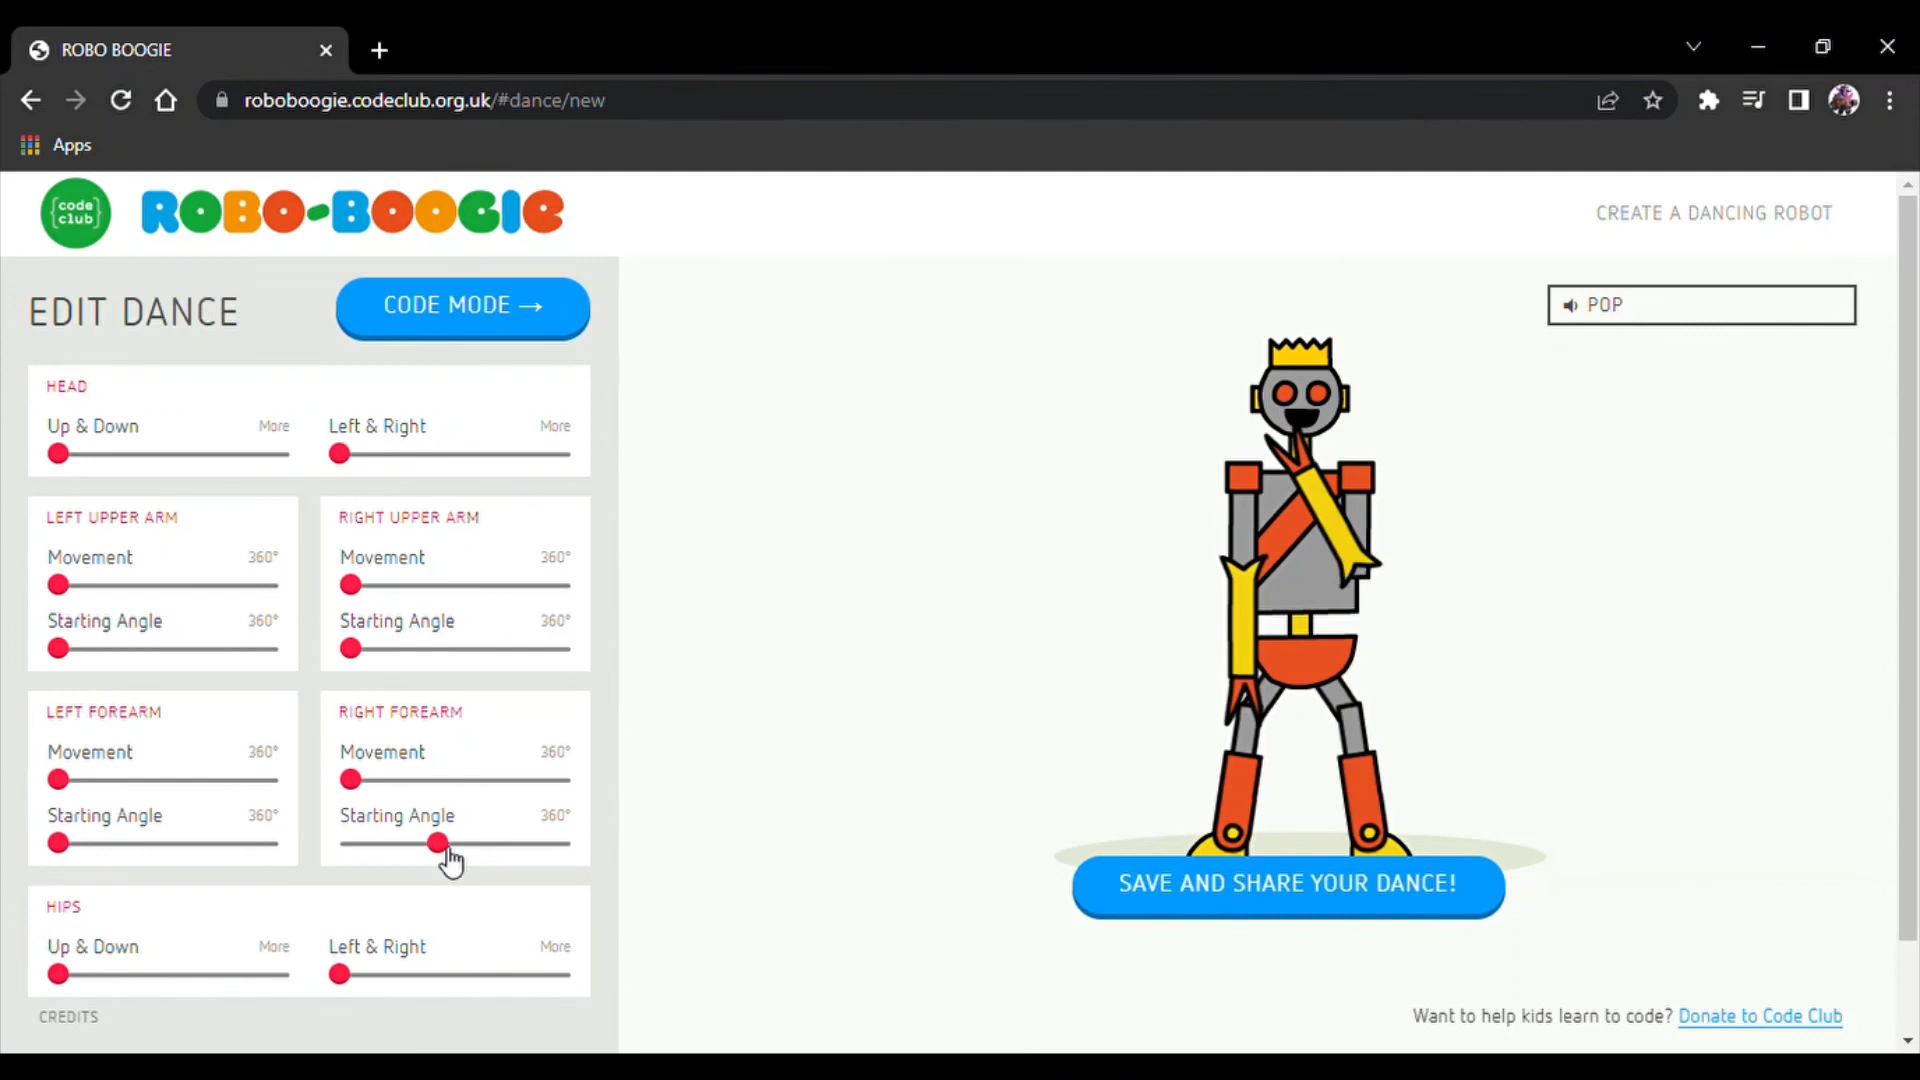 ROBO BOOGIE
roboboogie.codeclub.org.uk/#dance/new
Apps
{code club}
ROBO-BOOGIE
CREATE A DANCING ROBOT
EDIT DANCE
CODE MODE →
POP
HEAD
Up & Down More Left & Right More
LEFT UPPER ARM RIGHT UPPER ARM
Movement 360° Movement 360°
Starting Angle 360° Starting Angle 360°
LEFT FOREARM RIGHT FOREARM
Movement 360° Movement 360°
Starting Angle 360° Starting Angle 360°
SAVE AND SHARE YOUR DANCE!
HIPS
Up & Down More Left & Right More
CREDITS
Want to help kids learn to code? Donate to Code Club